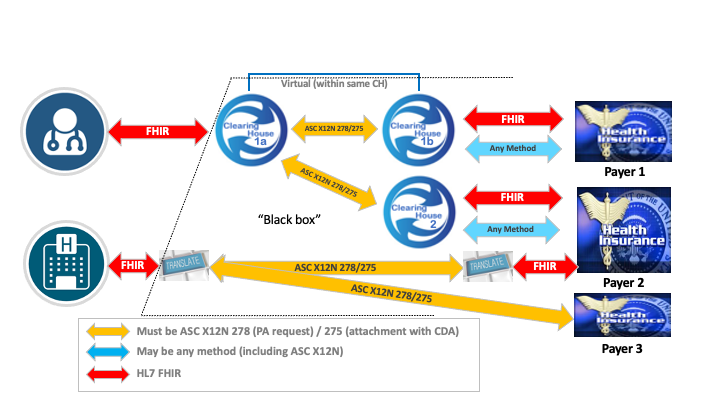 Virtual (within same CH)
FHIR
Clearing
House
1a
ASC X12N 278/275
Clearing
House
1b
FHIR
Any Method
Health
Insurance
Payer 1
ASC X12N 278/275
"Black box"
Clearing
House
2
FHIR
Any Method
Health
Insurance
Payer 2
H
FHIR
TRANSLATE
ASC X12N 278/275
TRANSLATE
FHIR
ASC X12N 278/275
Health
Insurance
Payer 3
Must be ASC X12N 278 (PA request) / 275 (attachment with CDA)
May be any method (including ASC X12N)
HL7 FHIR